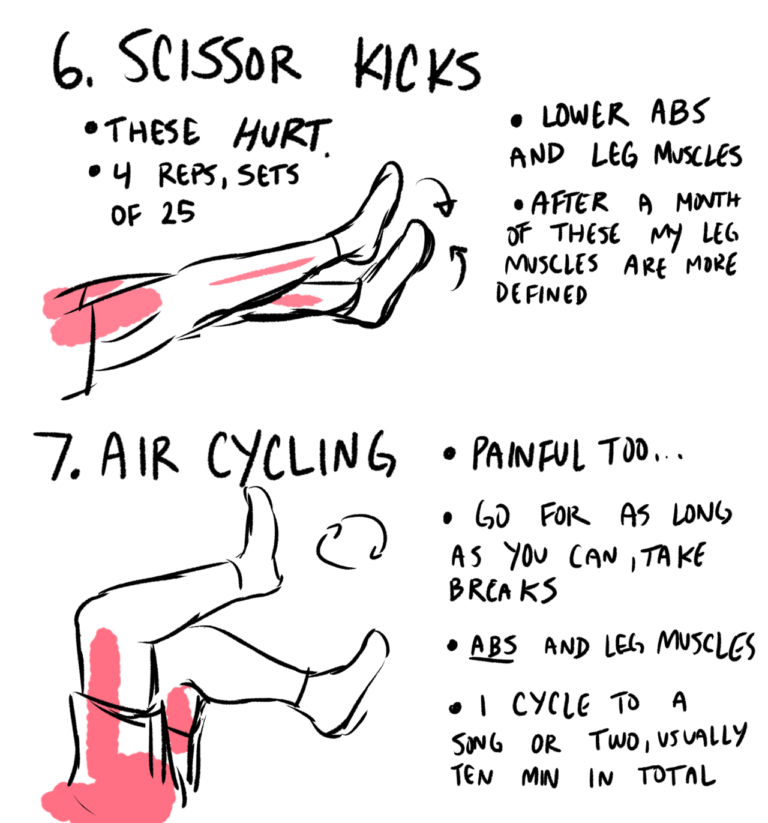 6. SCISSOR KICKS
• THESE HURT.
• 4 REPS, SETS
OF 25
• LOWER ABS
AND LEG MUSCLES
• AFTER A MONTH
OF THESE MY LEG
MUSCLES ARE MORE
DEFINED
7. AIR CYCLING
• PAINFUL TOO...
• GO FOR AS LONG
AS YOU CAN, TAKE
BREAKS
• ABS AND LEG MUSCLES
• I CYCLE TO A
SONG OR TWO, USUALLY
TEN MIN IN TOTAL